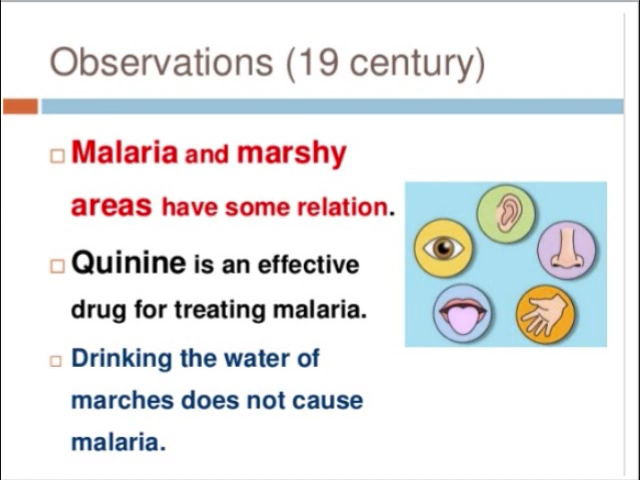 Observations (19 century)
Malaria and marshy
areas have some relation.
Quinine is an effective
drug for treating malaria.
Drinking the water of
marches does not cause
malaria.